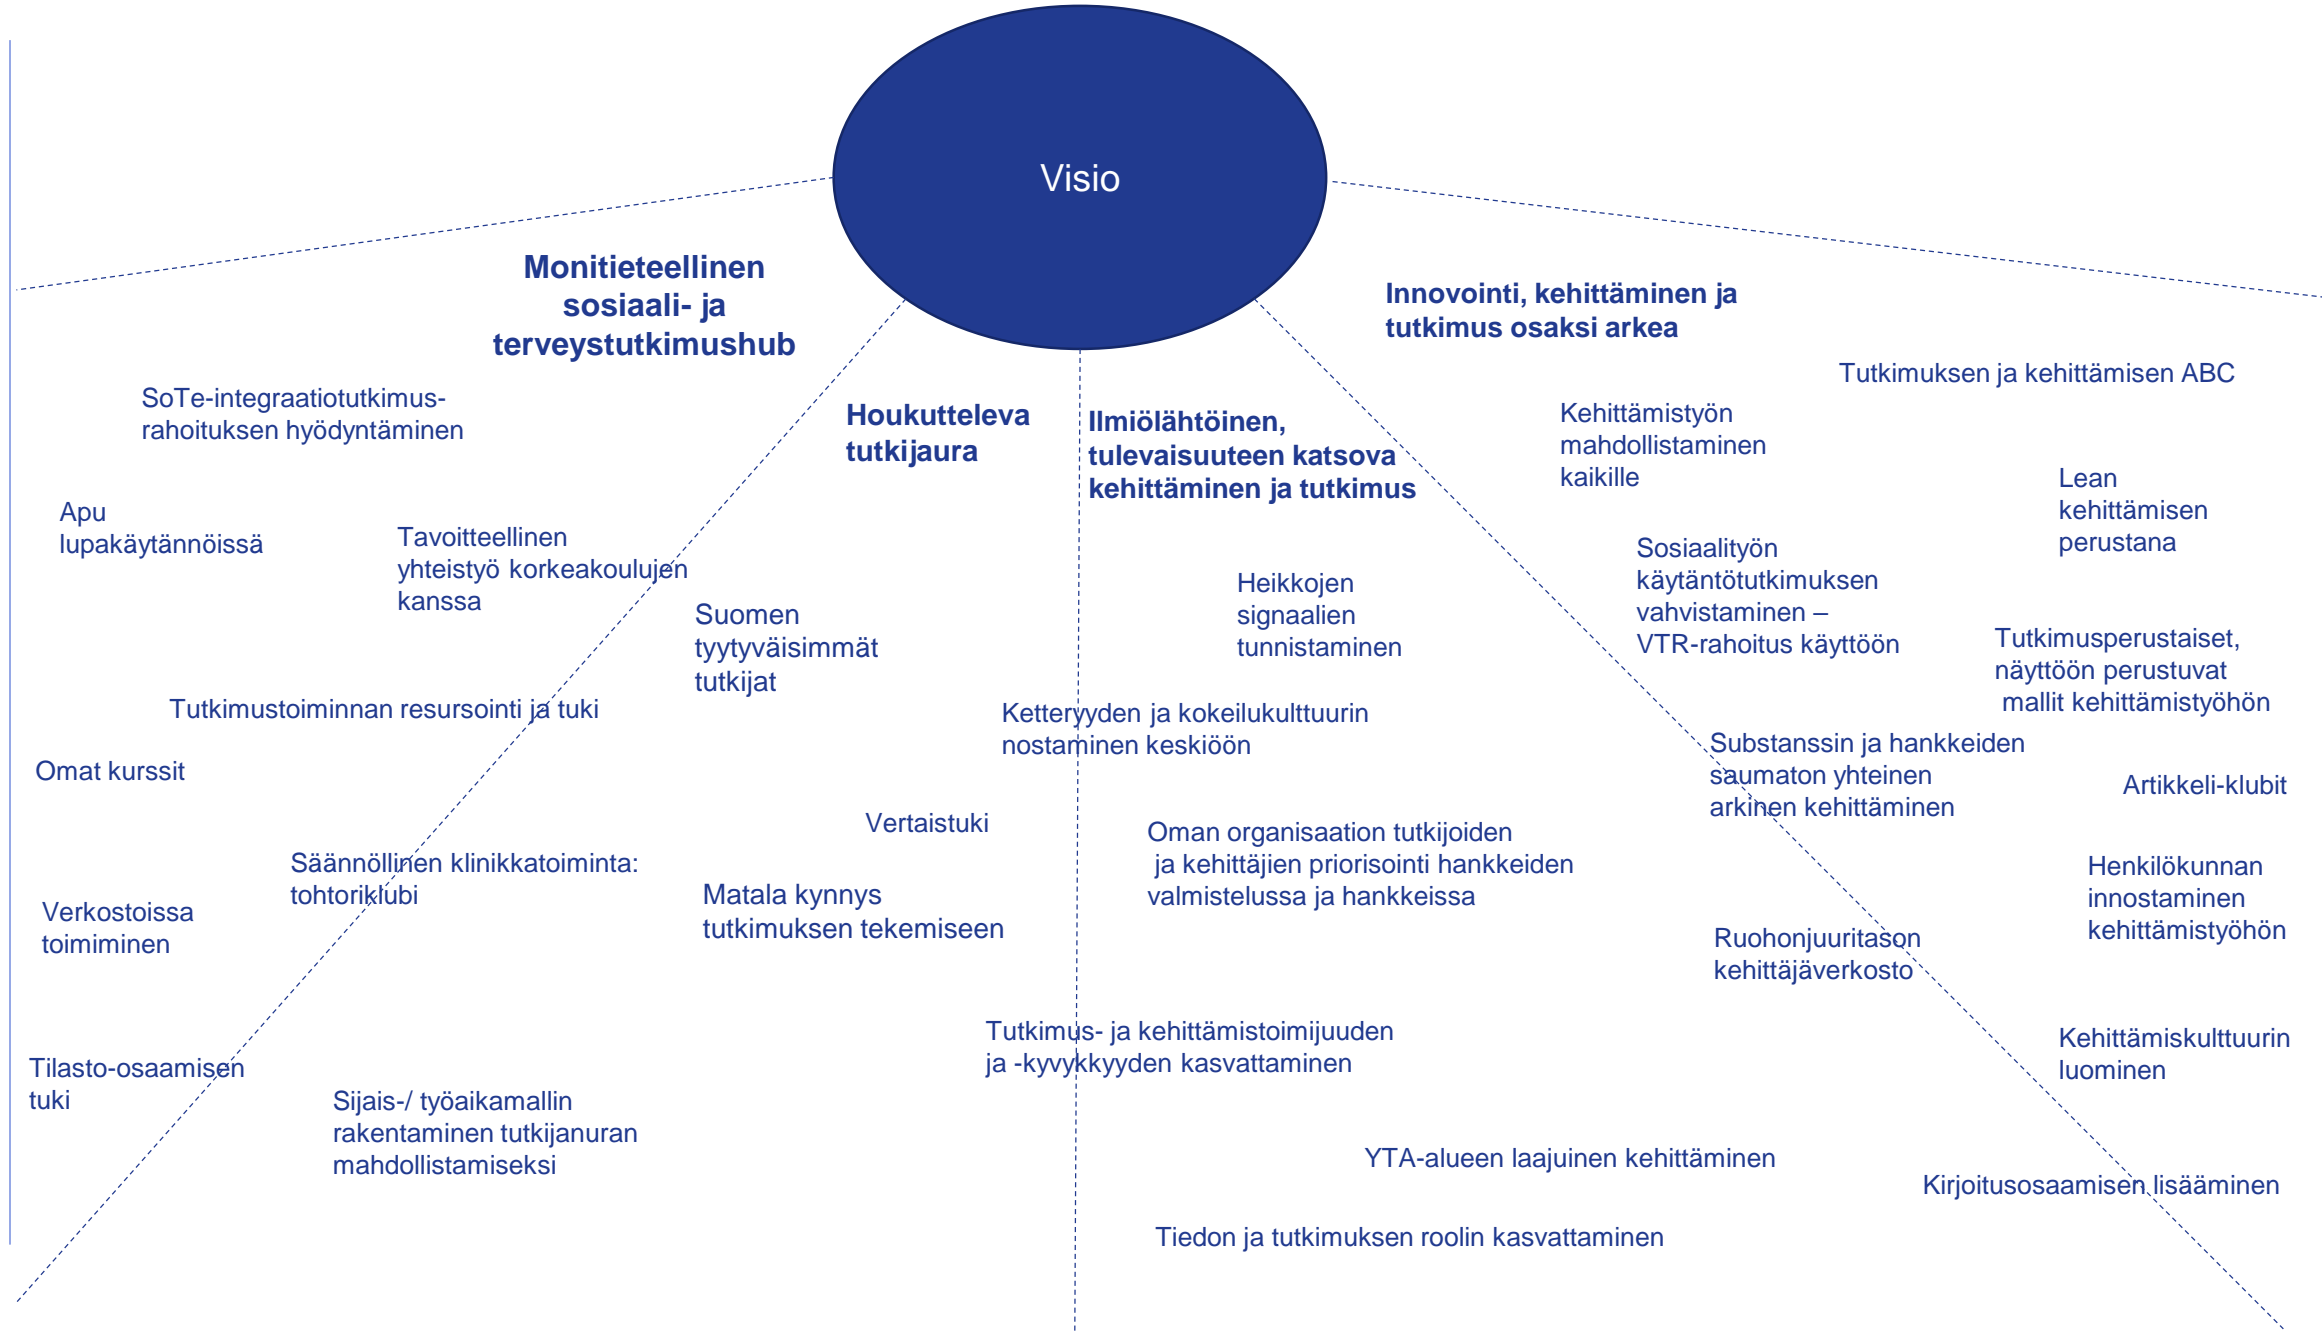 Visio
Monitieteellinen
sosiaali- ja
terveystutkimushub
SoTe-integraatiotutkimus-
rahoituksen hyödyntäminen
Apu
lupakäytännöissä
Tavoitteellinen
yhteistyö korkeakoulujen
kanssa
Tutkimustoiminnan resursointi ja tuki
Omat kurssit
Säännöllinen klinikkatoiminta:
tohtoriklubi
Verkostoissa
toimiminen
Tilasto-osaamisen
tuki
Houkutteleva
tutkijaura
Suomen
tyytyväisimmät
tutkijat
Vertaistuki
Matala kynnys
tutkimuksen tekemiseen
Sijais-/ työaikamallin
rakentaminen tutkijanuran
mahdollistamiseksi
Ilmiölähtöinen,
tulevaisuuteen katsova
kehittäminen ja tutkimus
Heikkojen
signaalien
tunnistaminen
Ketteryyden ja kokeilukulttuurin
nostaminen keskiöön
Oman organisaation tutkijoiden
ja kehittäjien priorisointi hankkeiden
valmistelussa ja hankkeissa
Tutkimus- ja kehittämistoimijuuden
ja -kyvykkyyden kasvattaminen
YTA-alueen laajuinen kehittäminen
Tiedon ja tutkimuksen roolin kasvattaminen
Innovointi, kehittäminen ja
tutkimus osaksi arkea
Tutkimuksen ja kehittämisen ABC
Kehittämistyön
mahdollistaminen
kaikille
Lean
kehittämisen
perustana
Sosiaalityön
käytäntötutkimuksen
vahvistaminen –
VTR-rahoitus käyttöön
Tutkimusperustaiset,
näyttöön perustuvat
mallit kehittämistyöhön
Substanssin ja hankkeiden
saumaton yhteinen
arkinen kehittäminen
Artikkeli-klubit
Henkilökunnan
innostaminen
kehittämistyöhön
Ruohonjuuritason
kehittäjäverkosto
Kehittämiskulttuurin
luominen
Kirjoitusosaamisen lisääminen